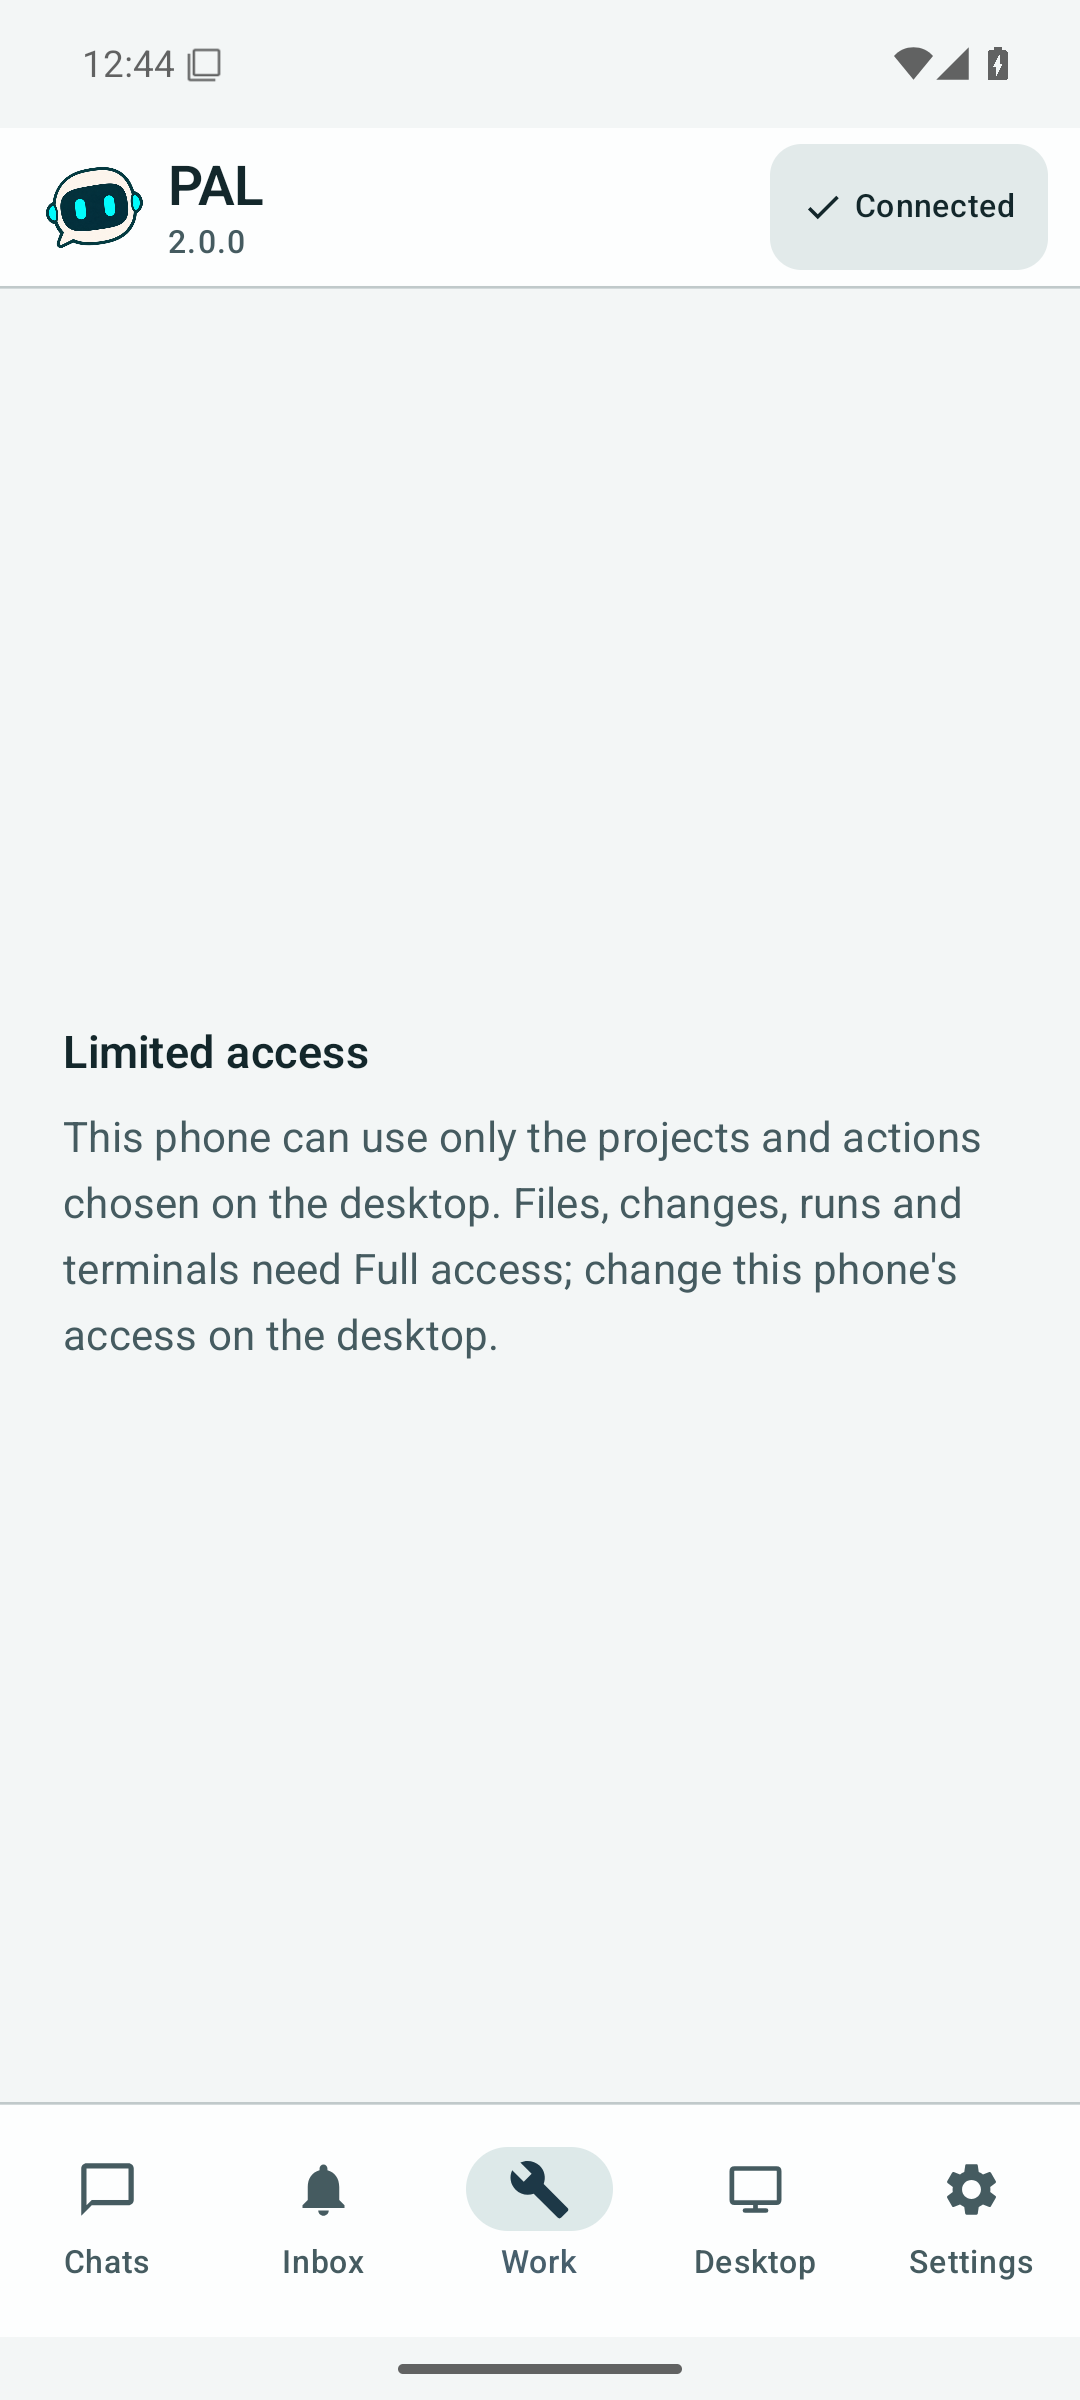 12:44
PAL
2.0.0
Connected
Limited access
This phone can use only the projects and actions
chosen on the desktop. Files, changes, runs and
terminals need Full access; change this phone's
access on the desktop.
Chats
Inbox
Work
Desktop
Settings